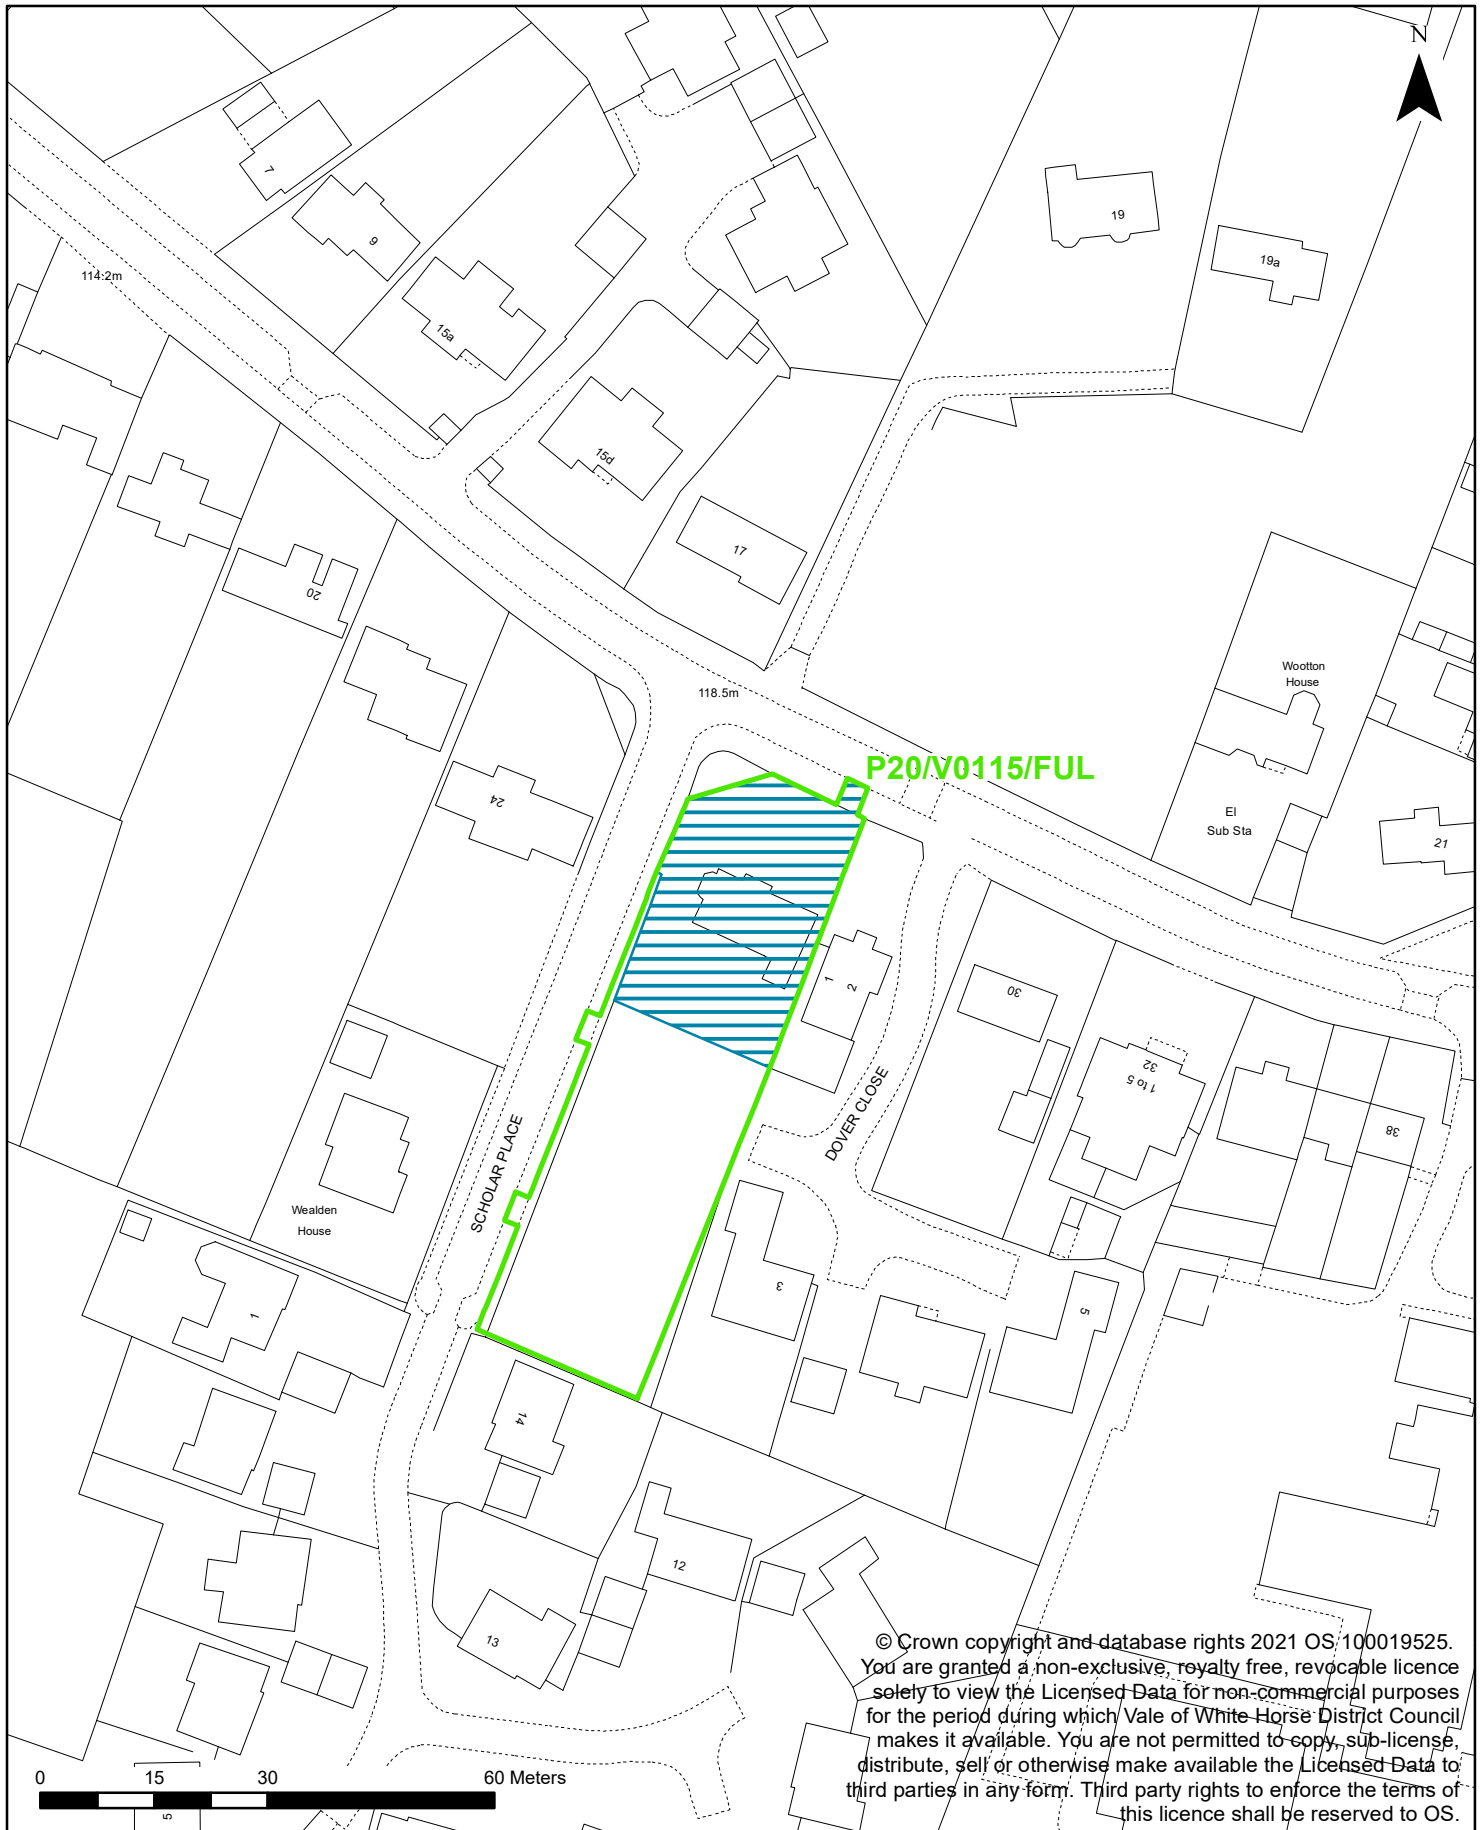 N
7
9
19
19a
114.2m
15a
15d
17
20
Wootton
House
118.5m
P20/V0115/FUL
24
El
Sub Sta
21
1
2
30
32
1 to 5
38
DOVER CLOSE
SCHOLAR PLACE
Wealden
House
1
3
5
14
12
13
© Crown copyright and database rights 2021 OS 100019525.
You are granted a non-exclusive, royalty free, revocable licence
solely to view the Licensed Data for non-commercial purposes
for the period during which Vale of White Horse District Council
makes it available. You are not permitted to copy, sub-license,
distribute, sell or otherwise make available the Licensed Data to
third parties in any form. Third party rights to enforce the terms of
this licence shall be reserved to OS.
0 15 30 60 Meters
5